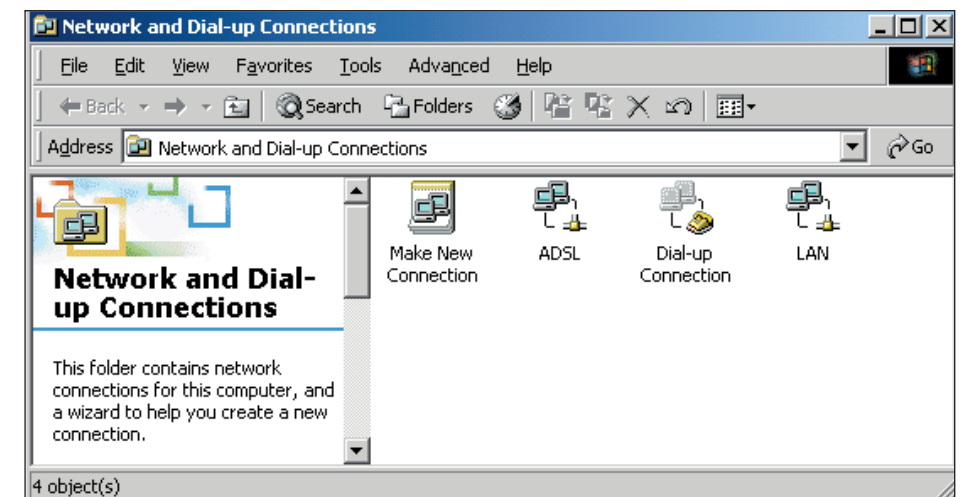 Network and Dial-up Connections
File Edit View Favorites Tools Advanced Help
Back Search Folders
Address Network and Dial-up Connections Go
Network and Dial-
up Connections
This folder contains network
connections for this computer, and
a wizard to help you create a new
connection.
Make New
Connection
ADSL
Dial-up
Connection
LAN
4 object(s)